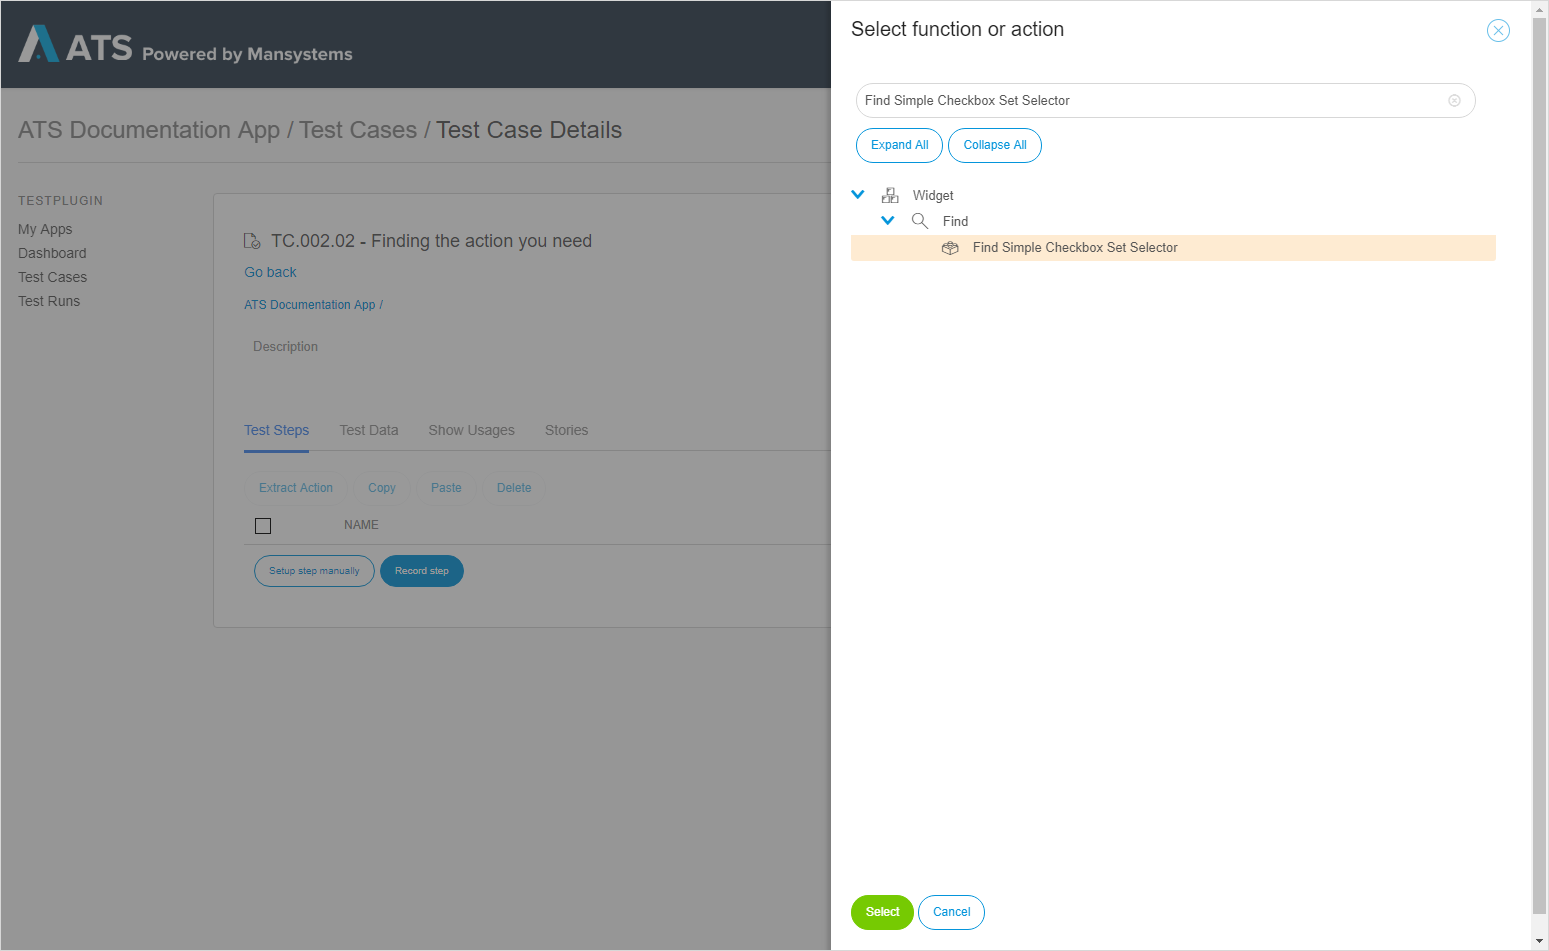 ATS Powered by Mansystems
ATS Documentation App / Test Cases / Test Case Details
TESTPLUGIN
My Apps
Dashboard
Test Cases
Test Runs
TC.002.02 - Finding the action you need
Go back
ATS Documentation App /
Description
Test Steps Test Data Show Usages Stories
Extract Action Copy Paste Delete
NAME
Setup step manually Record step
Select function or action
Find Simple Checkbox Set Selector
Expand All Collapse All
Widget
Find
Find Simple Checkbox Set Selector
Select Cancel